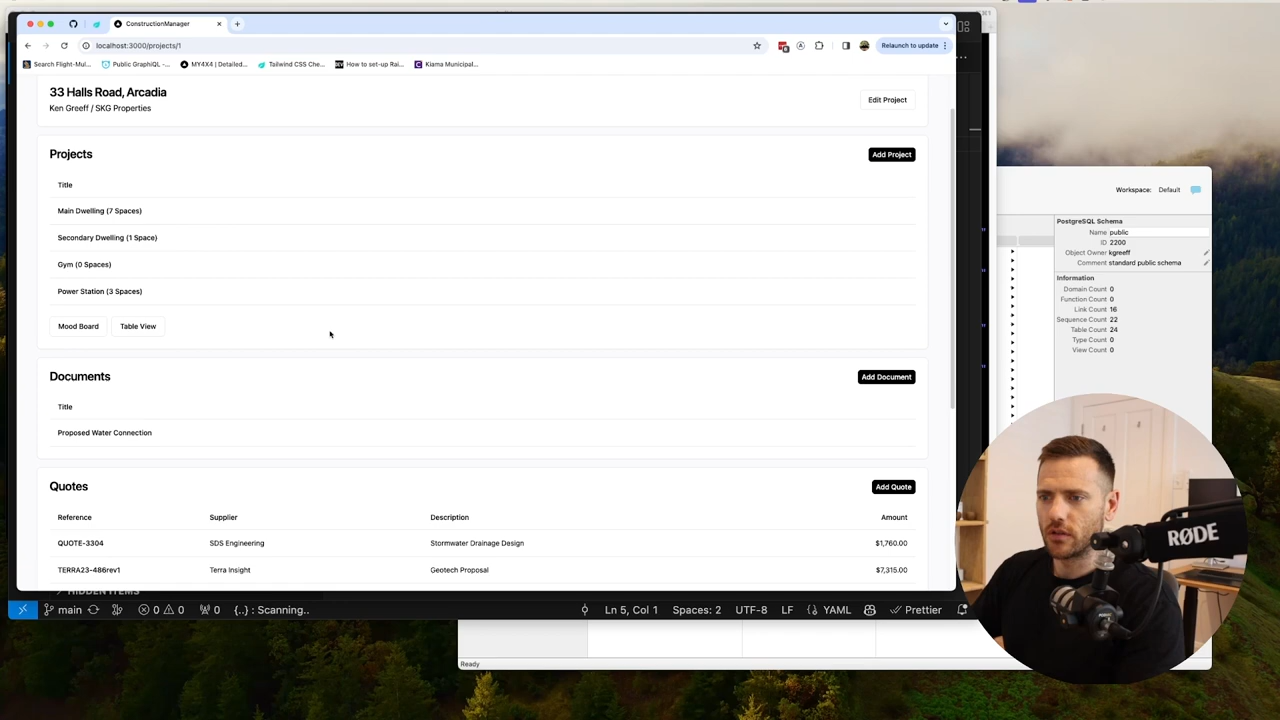 ConstructionManager
localhost:3000/projects/1
Relaunch to update
Search Flight-Mul...
Public GraphiQL -...
MY4X4 | Detailed...
Tailwind CSS Che...
How to set-up Rai...
Kiama Municipal...
33 Halls Road, Arcadia
Ken Greeff / SKG Properties
Edit Project
Projects
Add Project
Title
Main Dwelling (7 Spaces)
Secondary Dwelling (1 Space)
Gym (0 Spaces)
Power Station (3 Spaces)
Mood Board
Table View
Documents
Add Document
Title
Proposed Water Connection
Quotes
Add Quote
Reference Supplier Description Amount
QUOTE-3304 SDS Engineering Stormwater Drainage Design $1,760.00
TERRA23-486rev1 Terra Insight Geotech Proposal $7,315.00
HIDDEN ITEMS
main 0 0 0 {..} : Scanning.. Ln 5, Col 1 Spaces: 2 UTF-8 LF YAML Prettier
Ready
Workspace: Default
PostgreSQL Schema
Name public
ID 2200
Object Owner kgreeff
Comment standard public schema
Information
Domain Count 0
Function Count 0
Link Count 16
Sequence Count 22
Table Count 24
Type Count 0
View Count 0
RØDE